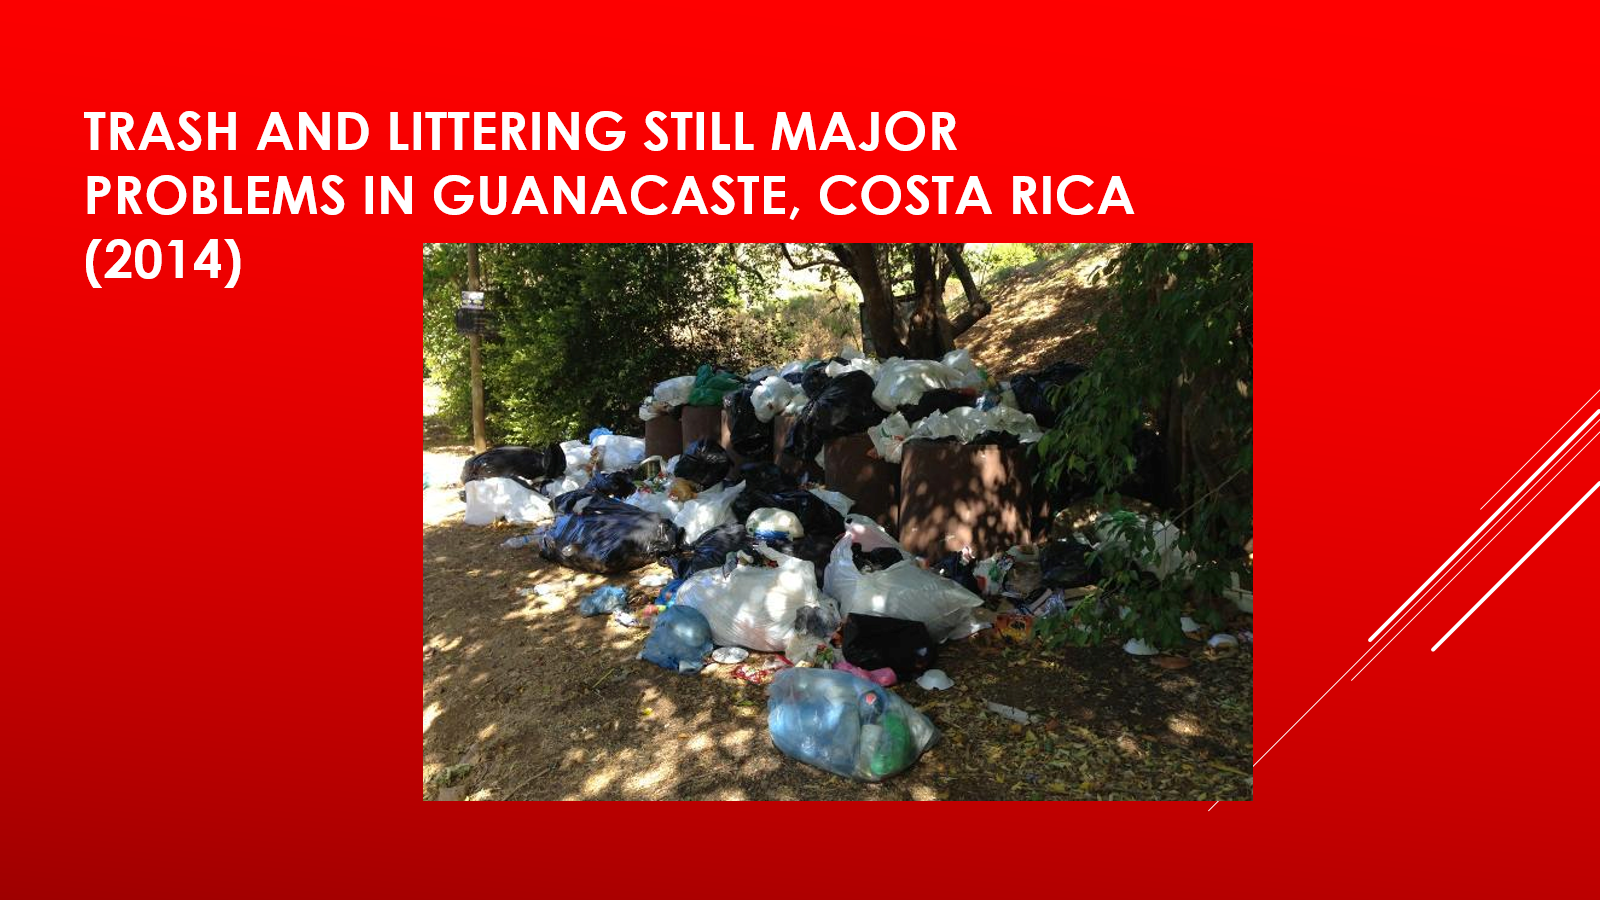 TRASH AND LITTERING STILL MAJOR
PROBLEMS IN GUANACASTE, COSTA RICA
(2014)